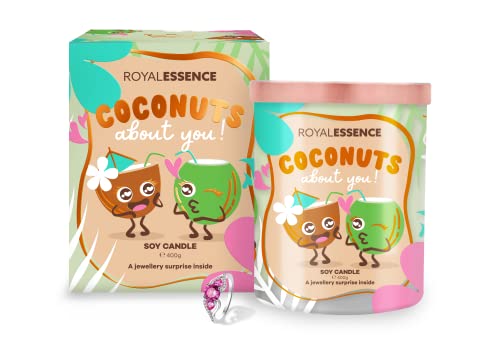 ROYALESSENCE
COCONUTS
about you!
SOY CANDLE
e 400g
A jewellery surprise inside
ROYALESSENCE
COCONUTS
about you!
SOY CANDLE
e 400g
A jewellery surprise inside